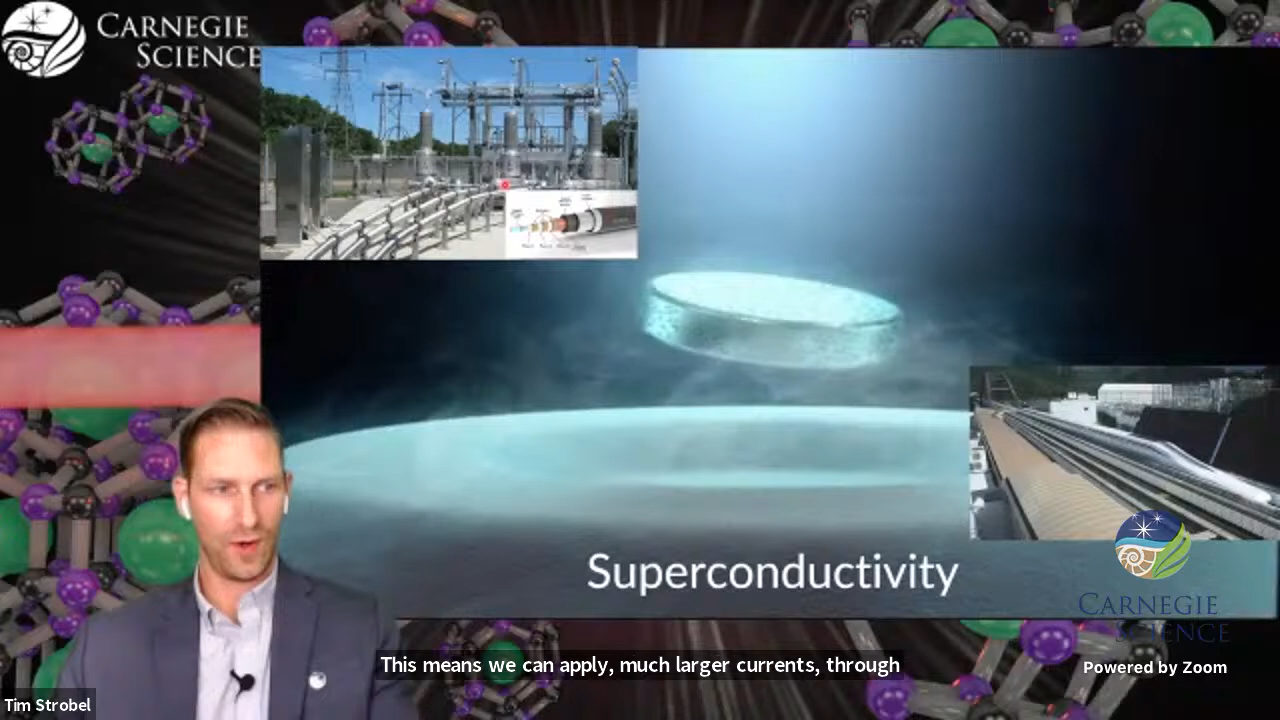 CARNEGIE
SCIENCE
Superconductivity
CARNEGIE
SCIENCE
This means we can apply, much larger currents, through
Powered by Zoom
Tim Strobel